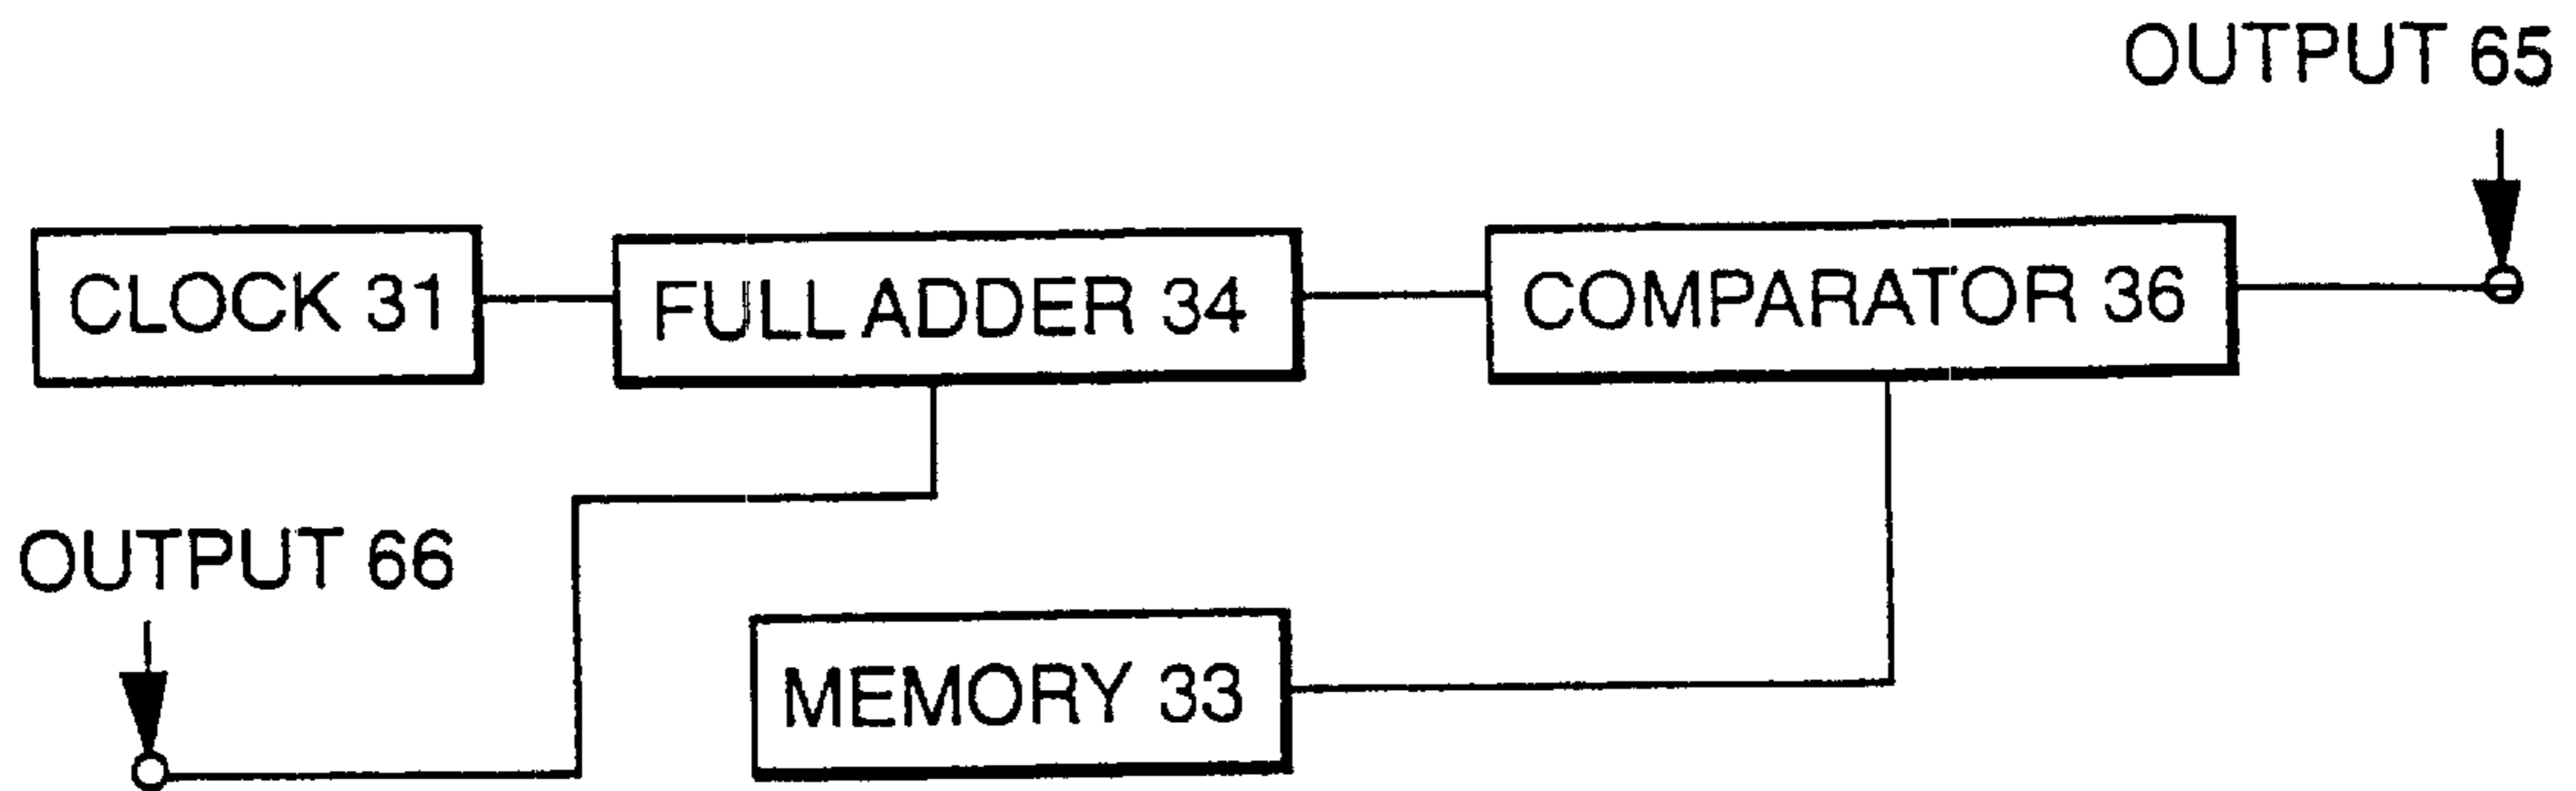 OUTPUT 65
CLOCK 31
FULL ADDER 34
COMPARATOR 36
OUTPUT 66
MEMORY 33